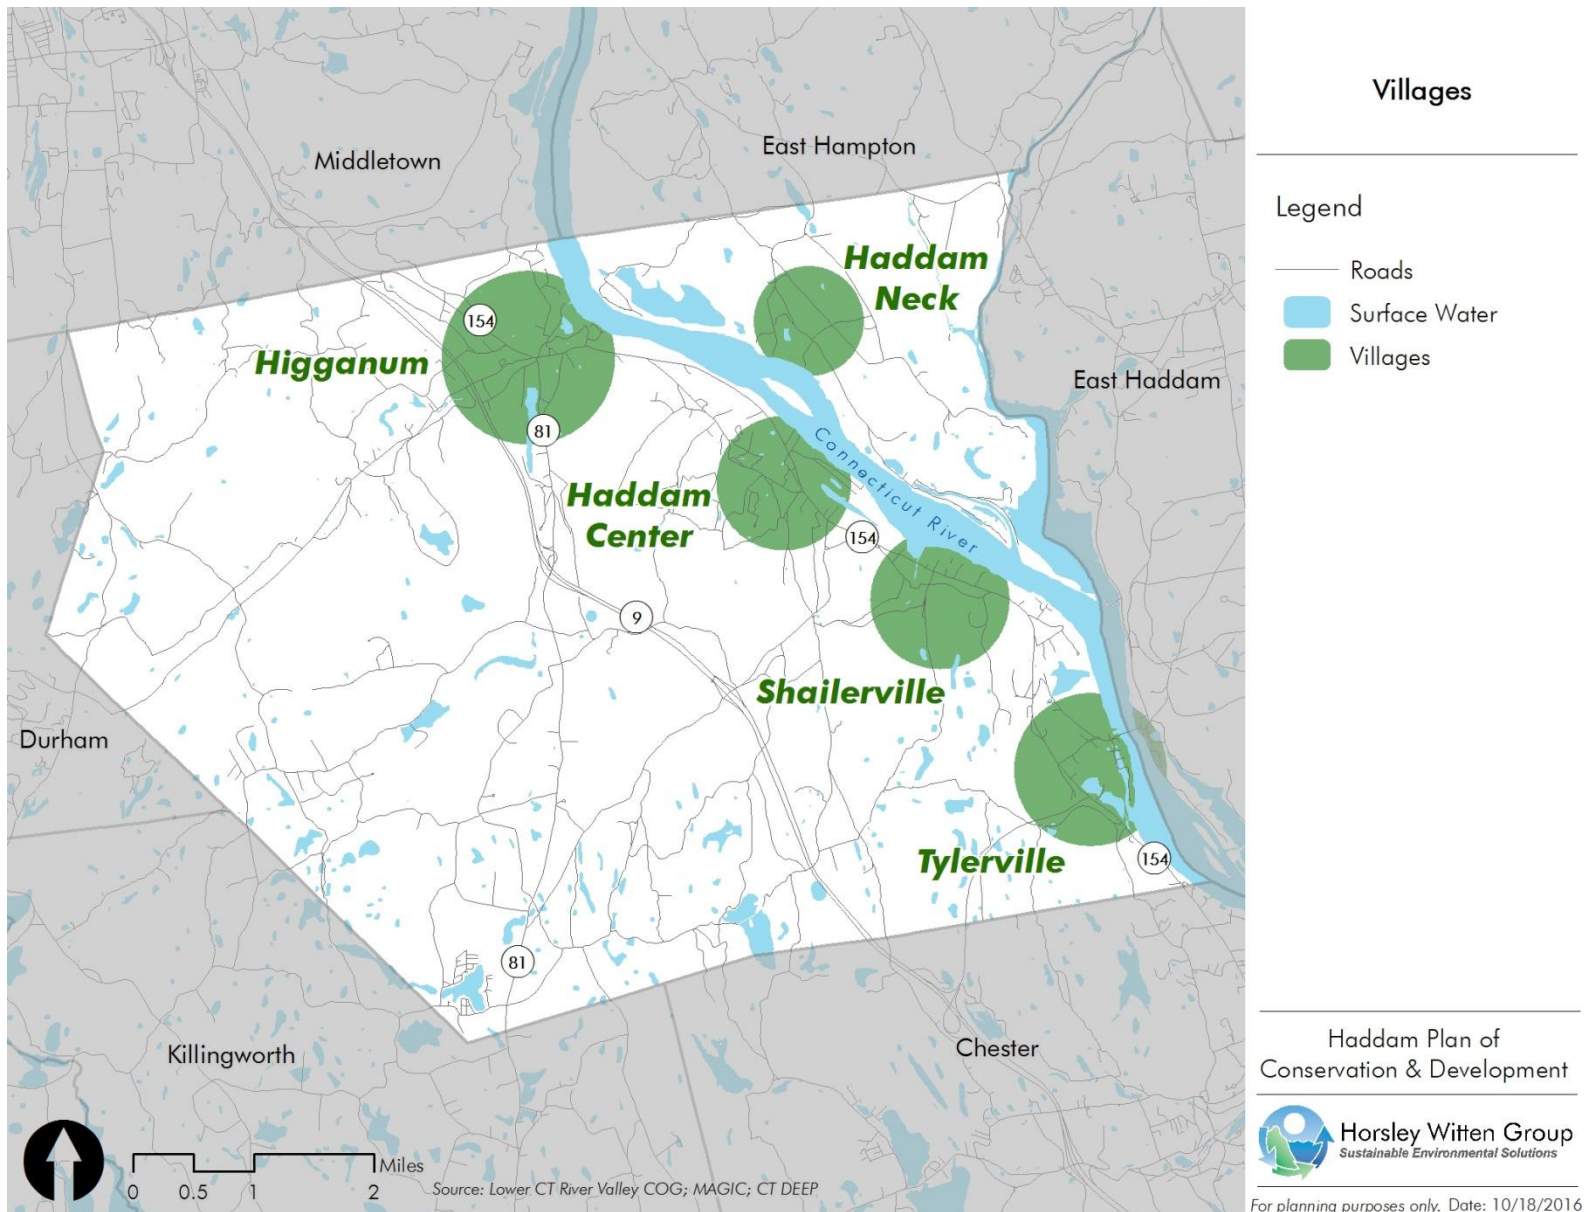 Villages
Legend
Roads
Surface Water
Villages
Middletown
East Hampton
Haddam
Neck
154
Higganum
East Haddam
81
Connecticut River
Haddam
Center
154
9
Shailerville
Durham
Tylerville
154
81
Killingworth
Chester
Miles
0 0.5 1 2
Source: Lower CT River Valley COG; MAGIC; CT DEEP
Haddam Plan of
Conservation & Development
Horsley Witten Group
Sustainable Environmental Solutions
For planning purposes only. Date: 10/18/2016